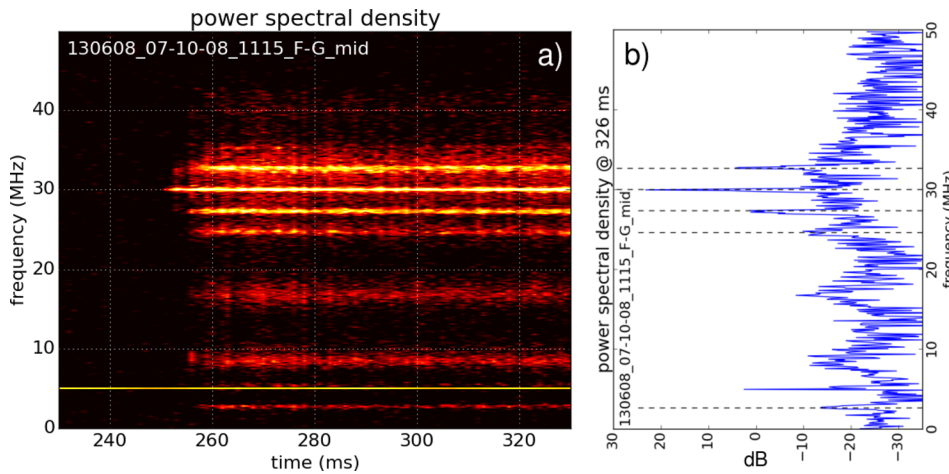 power spectral density
130608_07-10-08_1115_F-G_mid
a)
frequency (MHz)
40
30
20
10
0
240
260
280
300
320
time (ms)
b)
power spectral density @ 326 ms
130608_07-10-08_1115_F-G_mid
30
20
10
0
−10
−20
−30
dB
50
40
30
20
10
0
frequency (MHz)